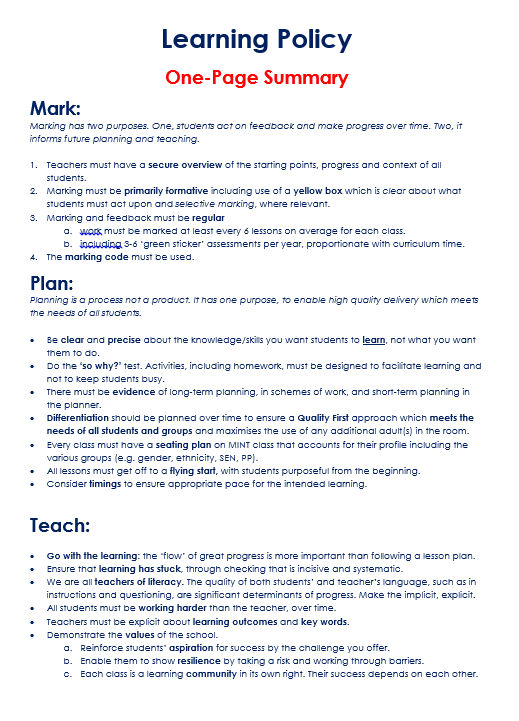 Learning Policy
One-Page Summary
Mark:
Marking has two purposes. One, students act on feedback and make progress over time. Two, it
informs future planning and teaching.
1. Teachers must have a secure overview of the starting points, progress and context of all
students.
2. Marking must be primarily formative including use of a yellow box which is clear about what
students must act upon and selective marking, where relevant.
3. Marking and feedback must be regular
a. work must be marked at least every 6 lessons on average for each class.
b. including 3-6 ‘green sticker’ assessments per year, proportionate with curriculum time.
4. The marking code must be used.
Plan:
Planning is a process not a product. It has one purpose, to enable high quality delivery which meets
the needs of all students.
• Be clear and precise about the knowledge/skills you want students to learn, not what you want
them to do.
• Do the ‘so why?’ test. Activities, including homework, must be designed to facilitate learning and
not to keep students busy.
• There must be evidence of long-term planning, in schemes of work, and short-term planning in
the planner.
• Differentiation should be planned over time to ensure a Quality First approach which meets the
needs of all students and groups and maximises the use of any additional adult(s) in the room.
• Every class must have a seating plan on MINT class that accounts for their profile including the
various groups (e.g. gender, ethnicity, SEN, PP).
• All lessons must get off to a flying start, with students purposeful from the beginning.
• Consider timings to ensure appropriate pace for the intended learning.
Teach:
• Go with the learning: the ‘flow’ of great progress is more important than following a lesson plan.
• Ensure that learning has stuck, through checking that is incisive and systematic.
• We are all teachers of literacy. The quality of both students’ and teacher’s language, such as in
instructions and questioning, are significant determinants of progress. Make the implicit, explicit.
• All students must be working harder than the teacher, over time.
• Teachers must be explicit about learning outcomes and key words.
• Demonstrate the values of the school.
a. Reinforce students’ aspiration for success by the challenge you offer.
b. Enable them to show resilience by taking a risk and working through barriers.
c. Each class is a learning community in its own right. Their success depends on each other.